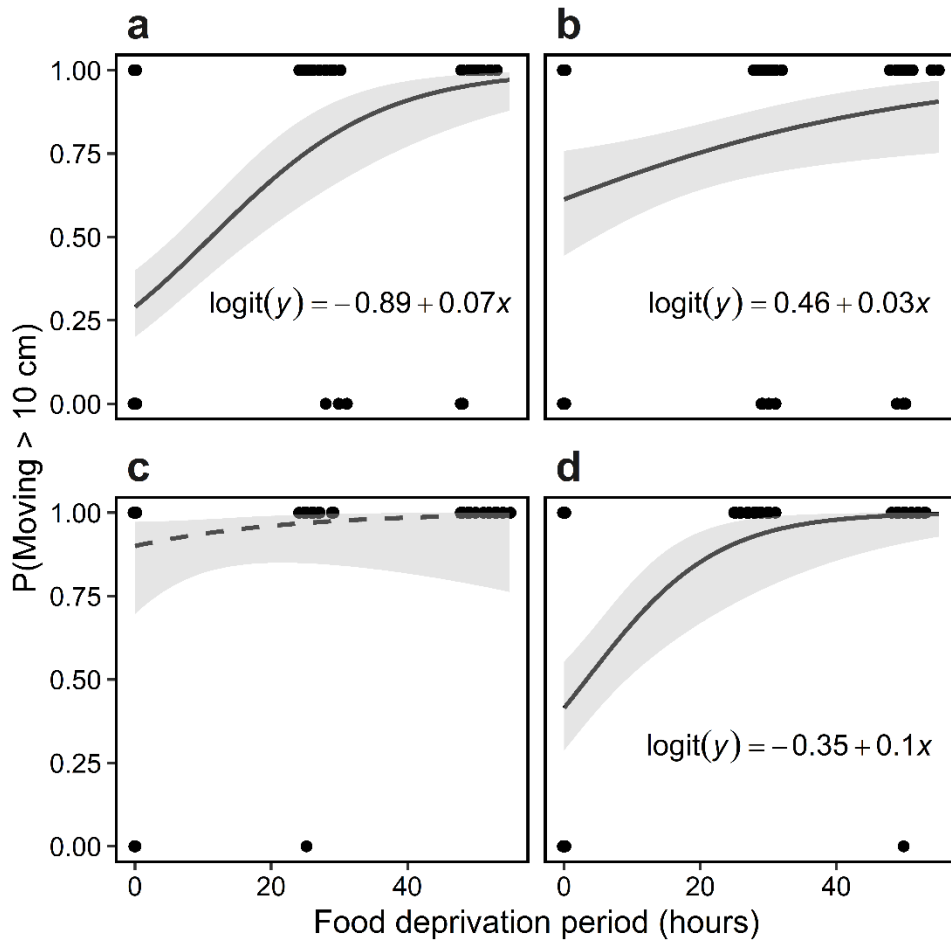 a
b
P(Moving > 10 cm)
1.00
0.75
0.50
0.25
0.00
logit(y) = −0.89 + 0.07x
logit(y) = 0.46 + 0.03x
c
d
1.00
0.75
0.50
0.25
0.00
logit(y) = −0.35 + 0.1x
0 20 40
0 20 40
Food deprivation period (hours)